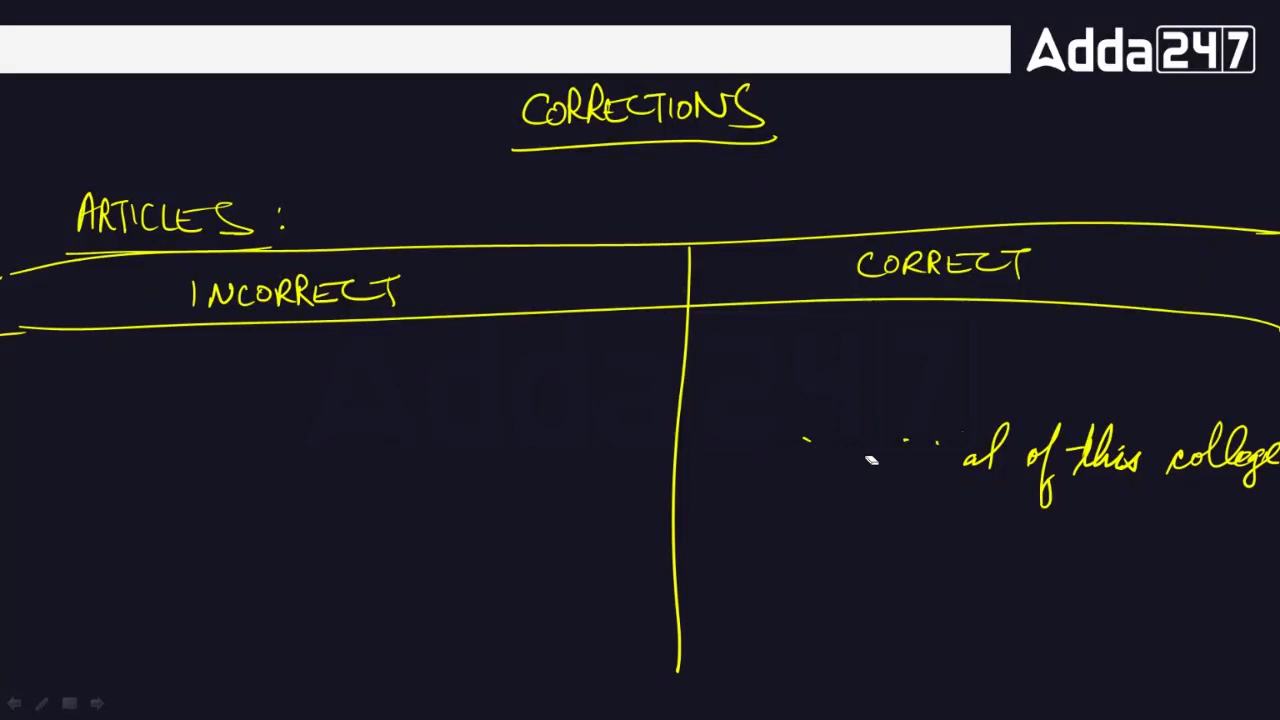 Adda247
CORRECTIONS
ARTICLES :
INCORRECT
CORRECT
al of this college